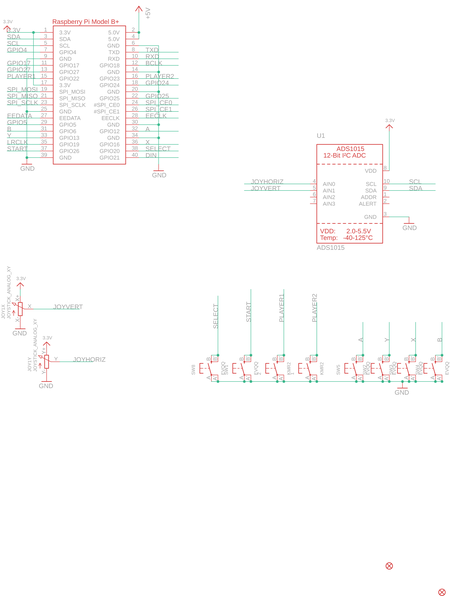 Raspberry Pi Model B+
+5V
3.3V
3.3V 1 3.3V 5.0V 2
SDA 3 SDA 5.0V 4
SCL 5 SCL GND 6
GPIO4 7 GPIO4 TXD 8 TXD
9 GND RXD 10 RXD
GPIO17 11 GPIO17 GPIO18 12 BCLK
13 GPIO27 GND 14
PLAYER1 15 GPIO22 GPIO23 16 PLAYER2
17 3.3V GPIO24 18 GPIO24
SPI_MOSI 19 SPI_MOSI GND 20
SPI_MISO 21 SPI_MISO GPIO25 22 GPIO25
SPI_SCLK 23 SPI_SCLK #SPI_CE0 24 SPI_CE0
25 GND #SPI_CE1 26 SPI_CE1
EEDATA 27 EEDATA EECLK 28 EECLK
GPIO5 29 GPIO5 GND 30
B 31 GPIO6 GPIO12 32 A
Y 33 GPIO13 GND 34
LRCLK 35 GPIO19 GPIO16 36 X
START 37 GPIO26 GPIO20 38 SELECT
39 GND GPIO21 40 DIN
GND
GND
U1
3.3V
ADS1015
12-Bit I²C ADC
VDD 8
JOYHORIZ 4 AIN0 SCL 10 SCL
JOYVERT 5 AIN1 SDA 9 SDA
AIN2 ADDR
AIN3 ALERT
GND 3
GND
VDD: 2.0-5.5V
Temp: -40-125°C
ADS1015
3.3V
X JOYVERT
GND
3.3V
X JOYHORIZ
GND
SELECT
START
PLAYER1
PLAYER2
A
Y
X
B
GND